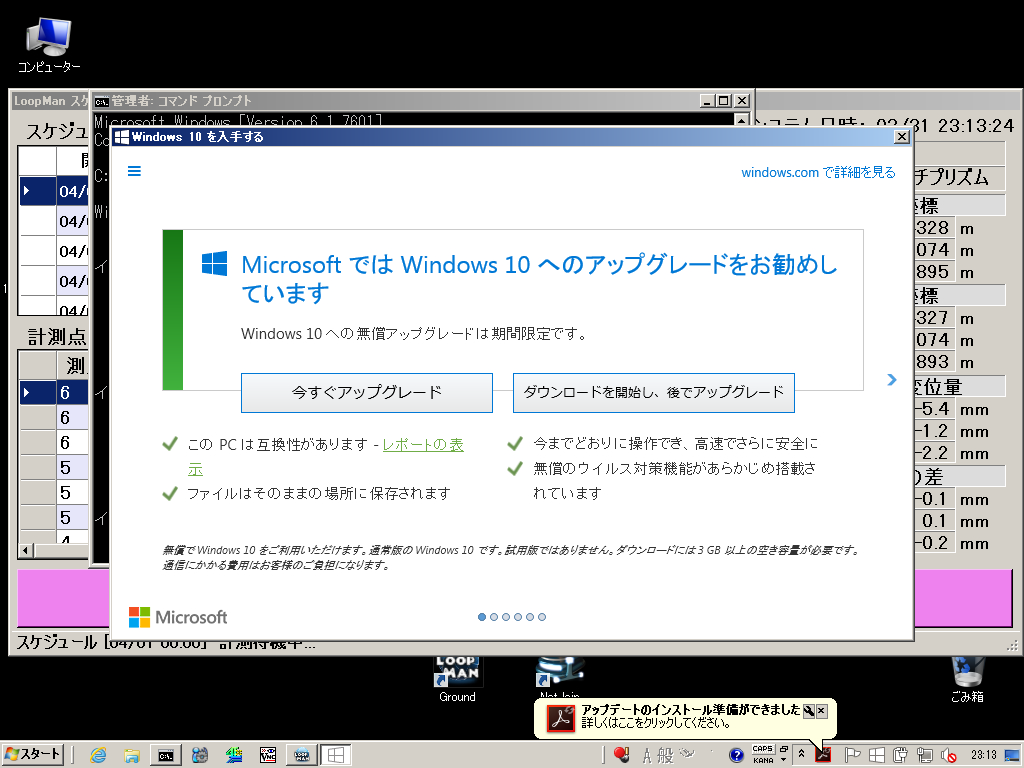 コンピューター
LoopMan スケ
管理者: コマンド プロンプト
Microsoft Windows [Version 6.1.7601]
スケジュ
システム日時: 03/31 23:13:24
Windows 10 を入手する
windows.com で詳細を見る
Microsoft では Windows 10 へのアップグレードをお勧めし
ています
Windows 10 への無償アップグレードは期間限定です。
今すぐアップグレード
ダウンロードを開始し、後でアップグレード
この PC は互換性があります - レポートの表
示
ファイルはそのままの場所に保存されます
今までどおりに操作でき、高速でさらに安全に
無償のウイルス対策機能があらかじめ搭載さ
れています
無償で Windows 10 をご利用いただけます。通常版の Windows 10 です。試用版ではありません。ダウンロードには 3 GB 以上の空き容量が必要です。
通信にかかる費用はお客様のご負担になります。
Microsoft
04/
04/
04/
04/
04/
計測点
測
6
6
6
5
5
5
4
Co
C:
Wi
イ
イ
イ
チプリズム
座標
328 m
074 m
895 m
座標
327 m
074 m
893 m
変位量
-5.4 mm
-1.2 mm
-2.2 mm
の差
-0.1 mm
0.1 mm
-0.2 mm
スケジュール [04/01 00:00] 計測待機中...
LOOP
MAN
Ground
NetJoin
ごみ箱
アップデートのインストール準備ができました
詳しくはここをクリックしてください。
スタート
A 般
CAPS
KANA
23:13